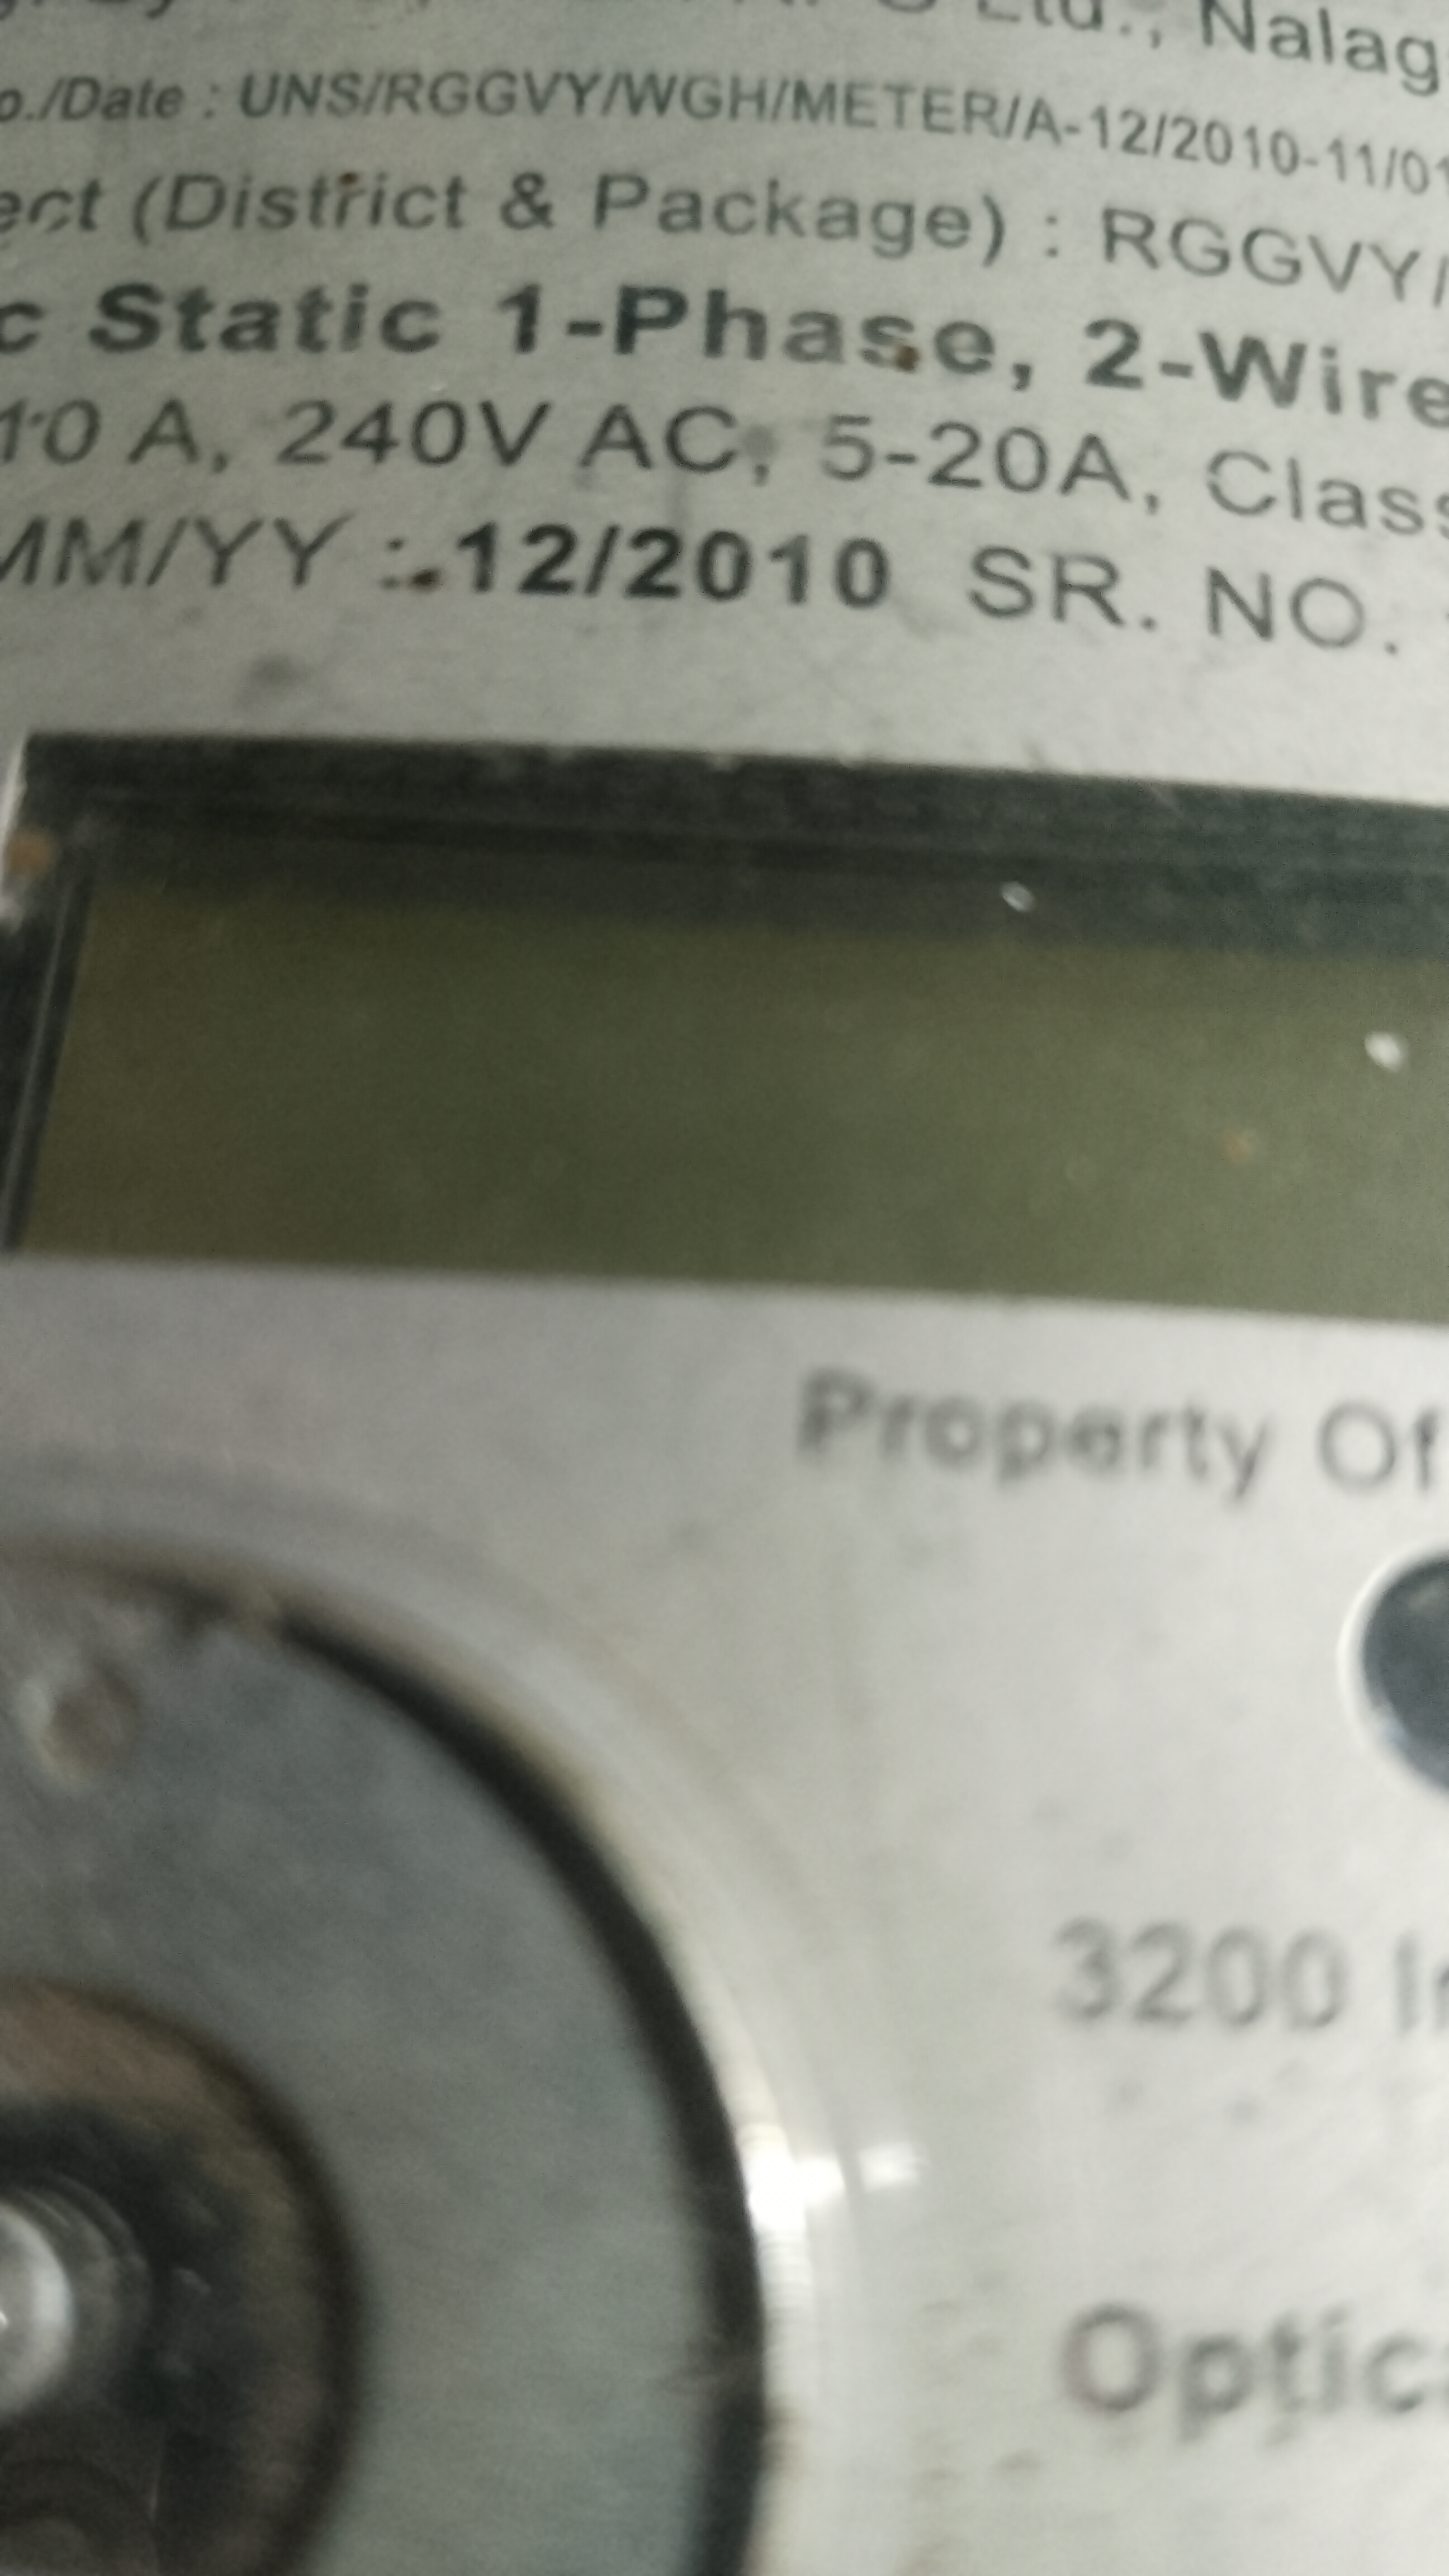 Ltd., Nalag
o./Date : UNS/RGGVY/WGH/METER/A-12/2010-11/01
ect (District & Package) : RGGVY/
c Static 1-Phase, 2-Wire
10 A, 240V AC, 5-20A, Class
MM/YY : 12/2010 SR. NO.
Property Of
3200 I
Optic